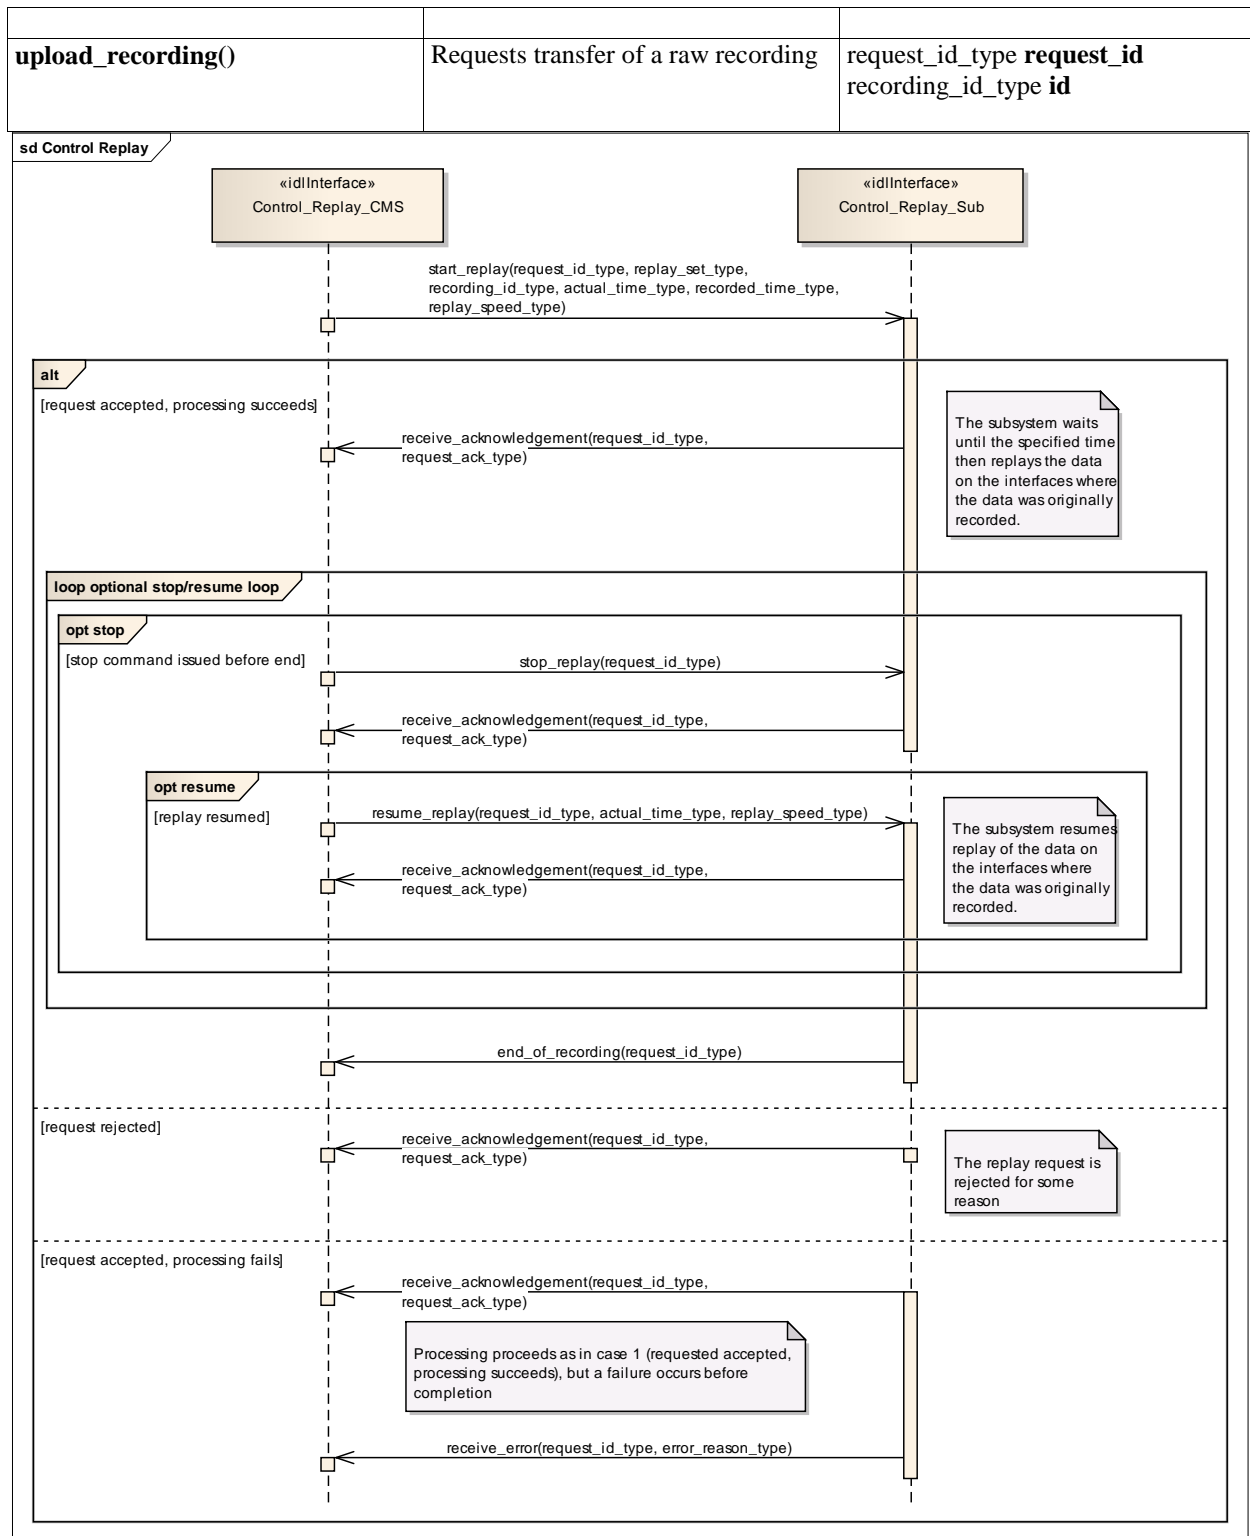 upload_recording()
Requests transfer of a raw recording
request_id_type request_id
recording_id_type id
sd Control Replay
«idlInterface»
Control_Replay_CMS
«idlInterface»
Control_Replay_Sub
start_replay(request_id_type, replay_set_type,
recording_id_type, actual_time_type, recorded_time_type,
replay_speed_type)
alt
[request accepted, processing succeeds]
receive_acknowledgement(request_id_type,
request_ack_type)
The subsystem waits
until the specified time
then replays the data
on the interfaces where
the data was originally
recorded.
loop optional stop/resume loop
opt stop
[stop command issued before end]
stop_replay(request_id_type)
receive_acknowledgement(request_id_type,
request_ack_type)
opt resume
[replay resumed]
resume_replay(request_id_type, actual_time_type, replay_speed_type)
receive_acknowledgement(request_id_type,
request_ack_type)
The subsystem resumes
replay of the data on
the interfaces where
the data was originally
recorded.
end_of_recording(request_id_type)
[request rejected]
receive_acknowledgement(request_id_type,
request_ack_type)
The replay request is
rejected for some
reason
[request accepted, processing fails]
receive_acknowledgement(request_id_type,
request_ack_type)
Processing proceeds as in case 1 (requested accepted,
processing succeeds), but a failure occurs before
completion
receive_error(request_id_type, error_reason_type)